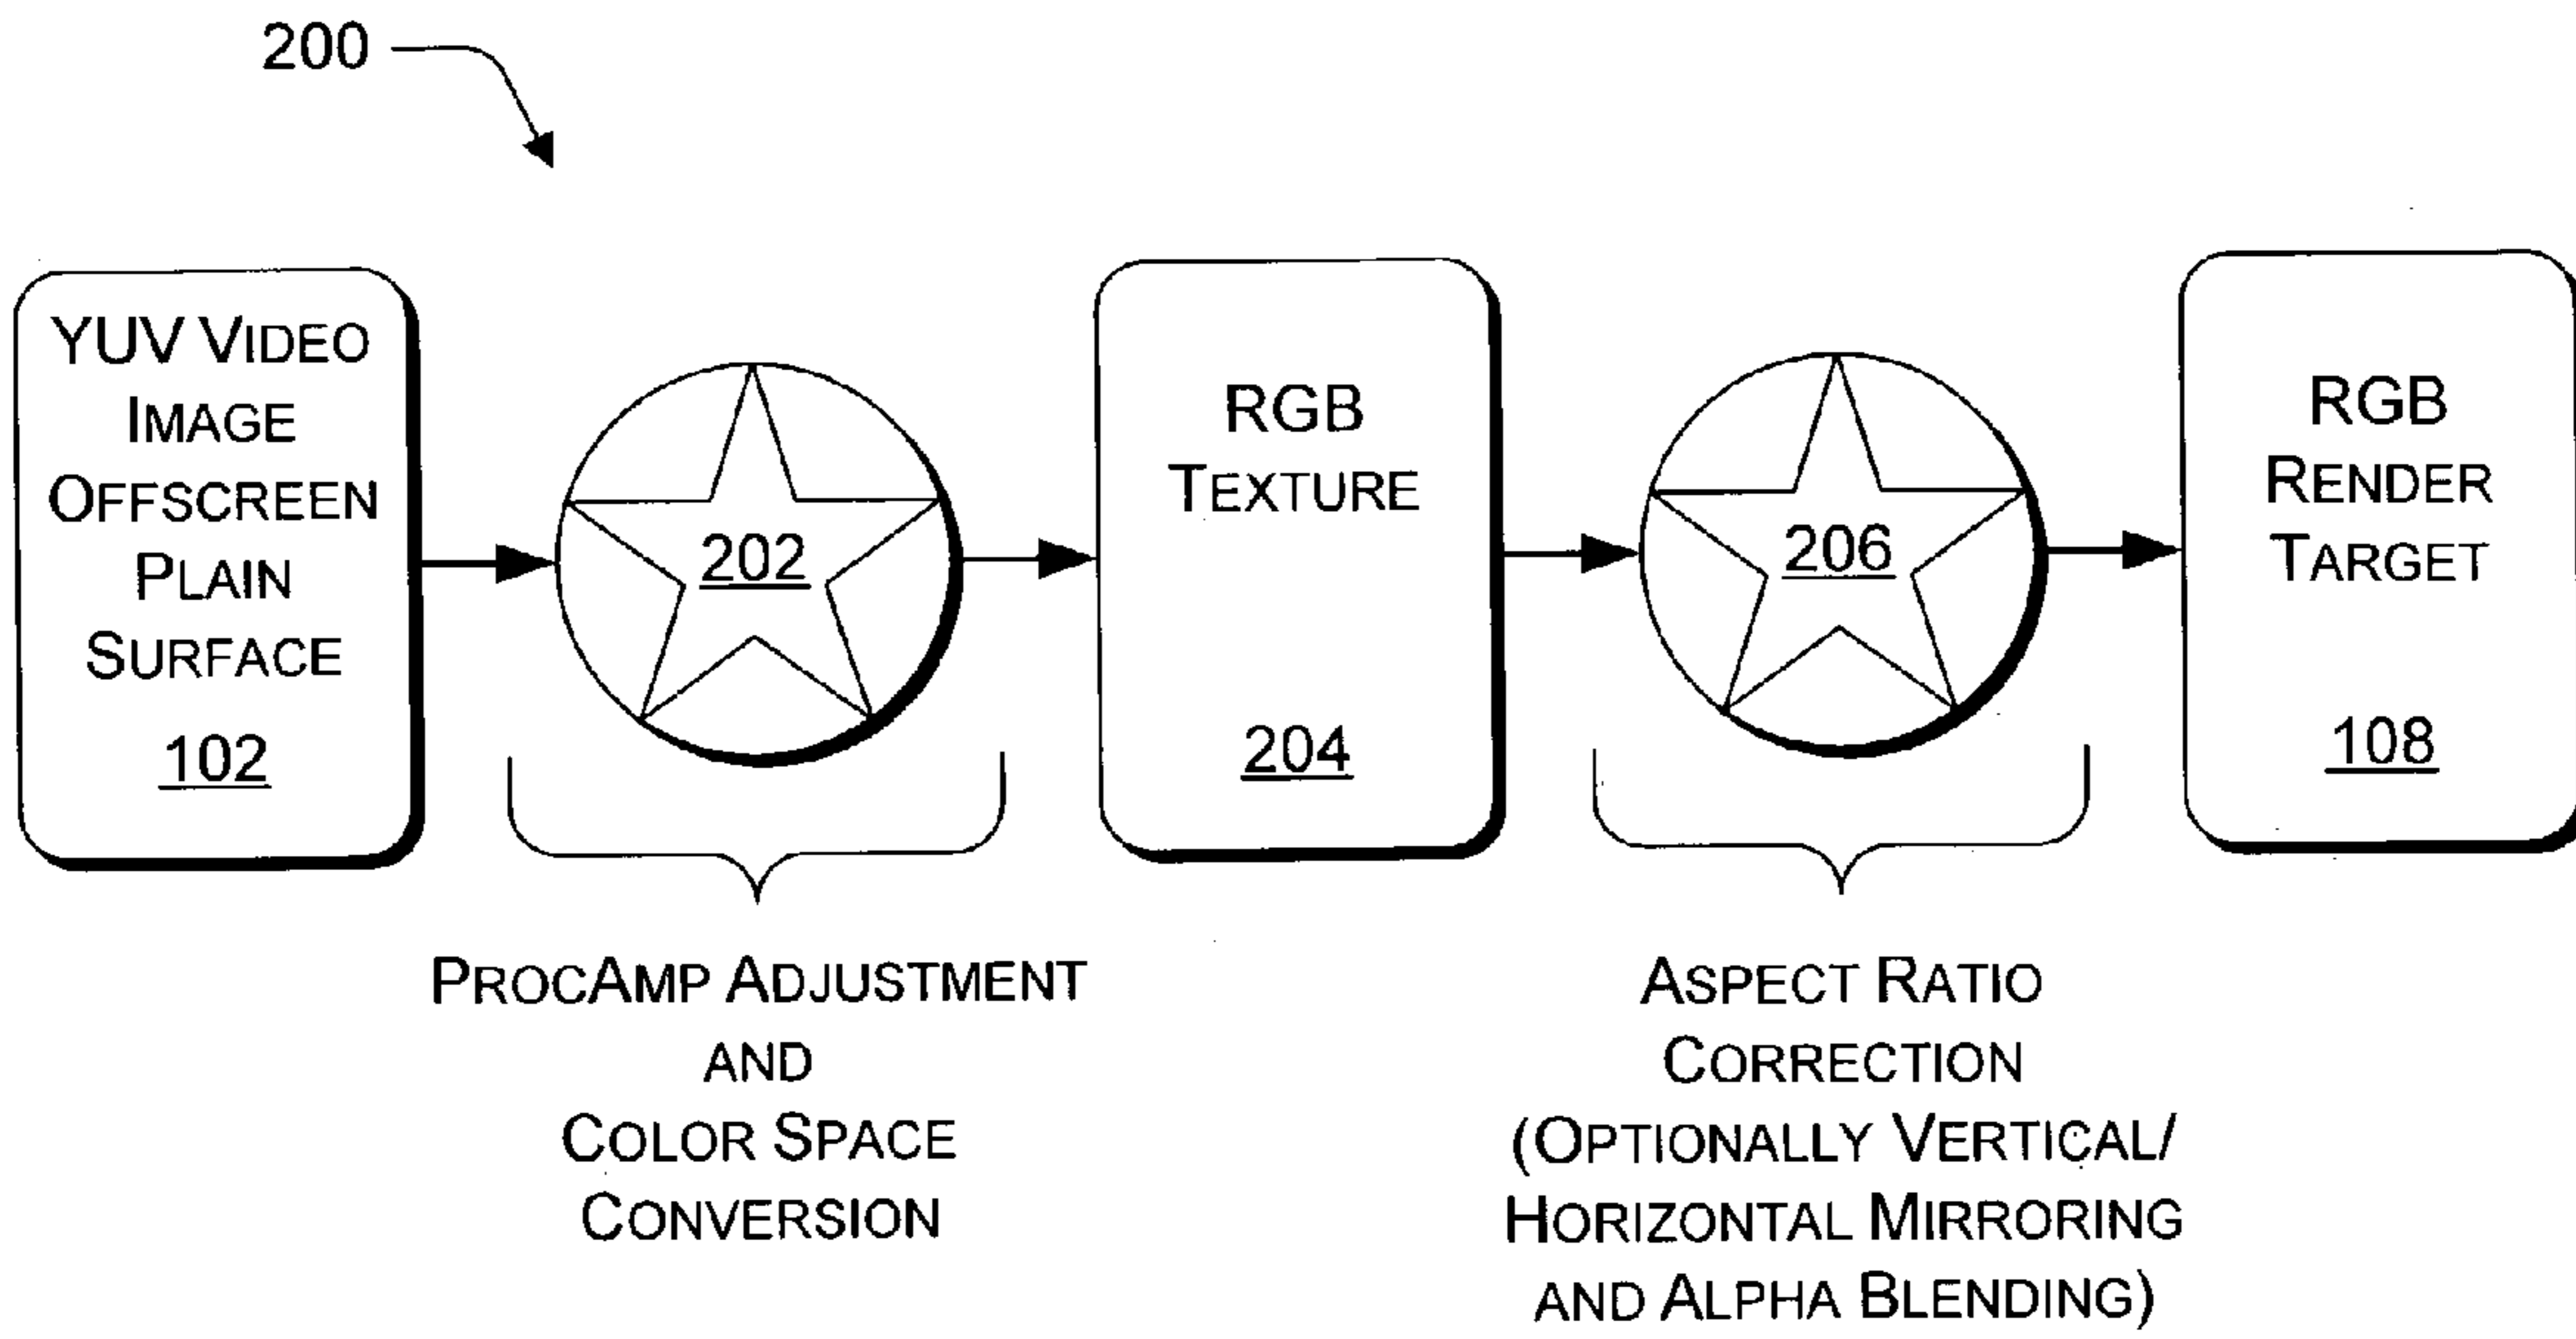 200
YUV VIDEO
IMAGE
OFFSCREEN
PLAIN
SURFACE
102
202
RGB
TEXTURE
204
206
RGB
RENDER
TARGET
108
PROCAMP ADJUSTMENT
AND
COLOR SPACE
CONVERSION
ASPECT RATIO
CORRECTION
(OPTIONALLY VERTICAL/
HORIZONTAL MIRRORING
AND ALPHA BLENDING)